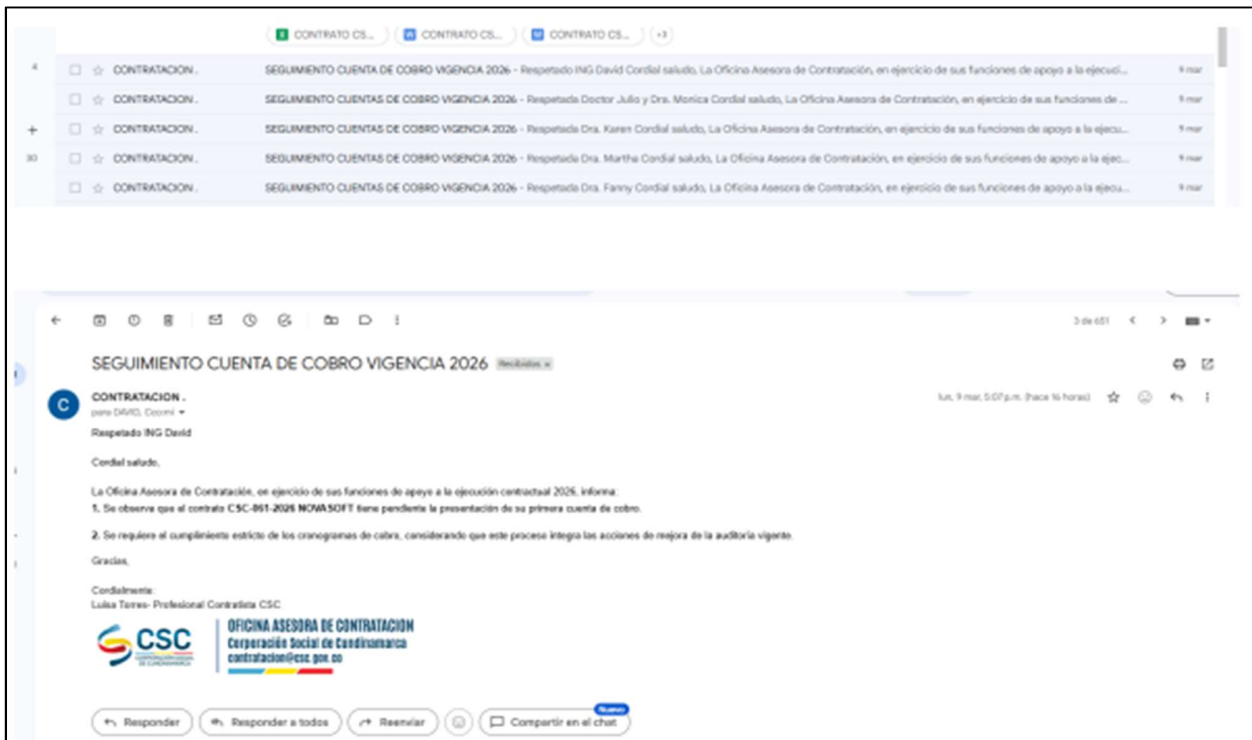 CONTRATO CS... CONTRATO CS... CONTRATO CS... +3
4 CONTRATACION . SEGUIMIENTO CUENTA DE COBRO VIGENCIA 2026 - Respetado ING David Cordial saludo, La Oficina Asesora de Contratación, en ejercicio de sus funciones de apoyo a la ejecuci... 9 mar
CONTRATACION . SEGUIMIENTO CUENTAS DE COBRO VIGENCIA 2026 - Respetada Doctor Julio y Dra. Monica Cordial saludo, La Oficina Asesora de Contratación, en ejercicio de sus funciones de ... 9 mar
CONTRATACION . SEGUIMIENTO CUENTAS DE COBRO VIGENCIA 2026 - Respetada Dra. Karen Cordial saludo, La Oficina Asesora de Contratación, en ejercicio de sus funciones de apoyo a la ejecu... 9 mar
30 CONTRATACION . SEGUIMIENTO CUENTAS DE COBRO VIGENCIA 2026 - Respetada Dra. Martha Cordial saludo, La Oficina Asesora de Contratación, en ejercicio de sus funciones de apoyo a la ejec... 9 mar
CONTRATACION . SEGUIMIENTO CUENTAS DE COBRO VIGENCIA 2026 - Respetada Dra. Fanny Cordial saludo, La Oficina Asesora de Contratación, en ejercicio de sus funciones de apoyo a la ejecu... 9 mar
3 de 651
SEGUIMIENTO CUENTA DE COBRO VIGENCIA 2026 Recibidos x
C CONTRATACION . lun, 9 mar, 5:07 p.m. (hace 16 horas)
para DAVID,
Respetado ING David
Cordial saludo,
La Oficina Asesora de Contratación, en ejercicio de sus funciones de apoyo a la ejecución contractual 2026, informa:
1. Se observa que el contrato CSC-061-2026 NOVASOFT tiene pendiente la presentación de su primera cuenta de cobro.
2. Se requiere el cumplimiento estricto de los cronogramas de cobro, considerando que este proceso integra las acciones de mejora de la auditoría vigente.
Gracias,
Cordialmente:
Luisa Torres- Profesional Contratista CSC
CSC
CORPORACIÓN SOCIAL
DE CUNDINAMARCA
OFICINA ASESORA DE CONTRATACION
Corporación Social de Cundinamarca
contratacion@csc.gov.co
Nuevo
Responder Responder a todos Reenviar Compartir en el chat